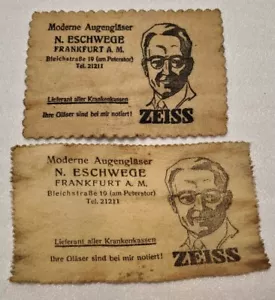 Moderne Augengläser
N. ESCHWEGE
FRANKFURT A. M.
Bleichstraße 19 (am Peterstor)
Tel. 21211
Lieferant aller Krankenkassen
Ihre Gläser sind bei mir notiert!
ZEISS
Moderne Augengläser
N. ESCHWEGE
FRANKFURT A. M.
Bleichstraße 19 (am Peterstor)
Tel. 21211
Lieferant aller Krankenkassen
Ihre Gläser sind bei mir notiert!
ZEISS